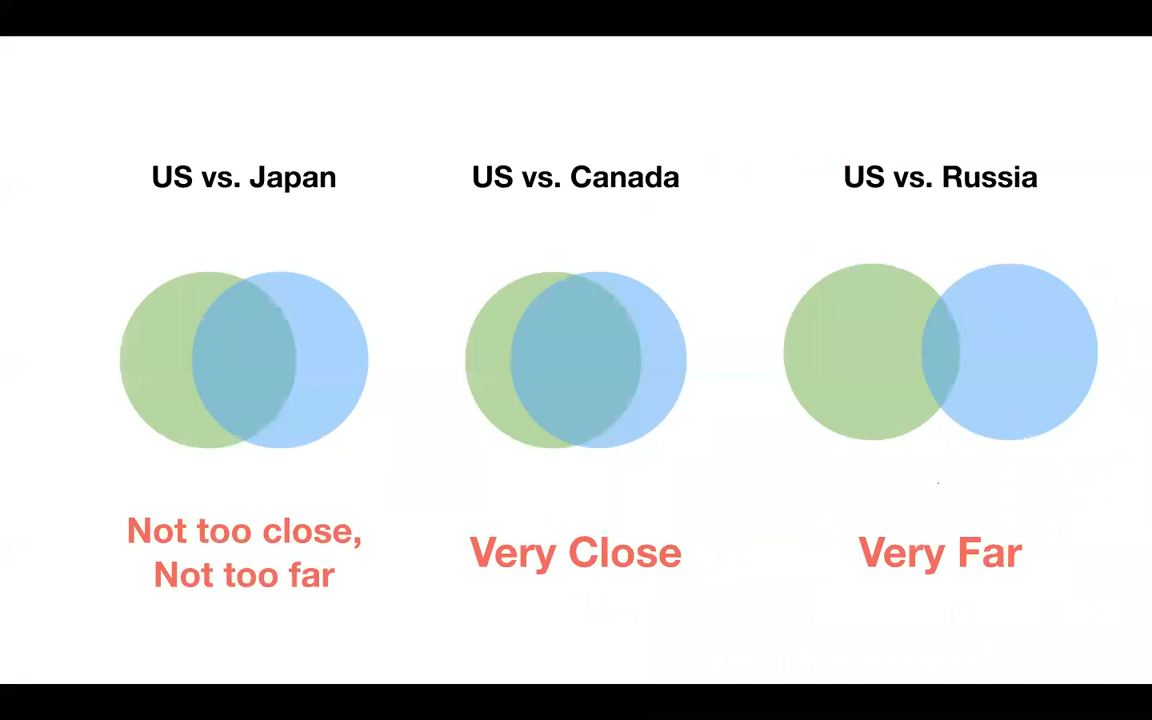 US vs. Japan
US vs. Canada
US vs. Russia
Not too close,
Not too far
Very Close
Very Far